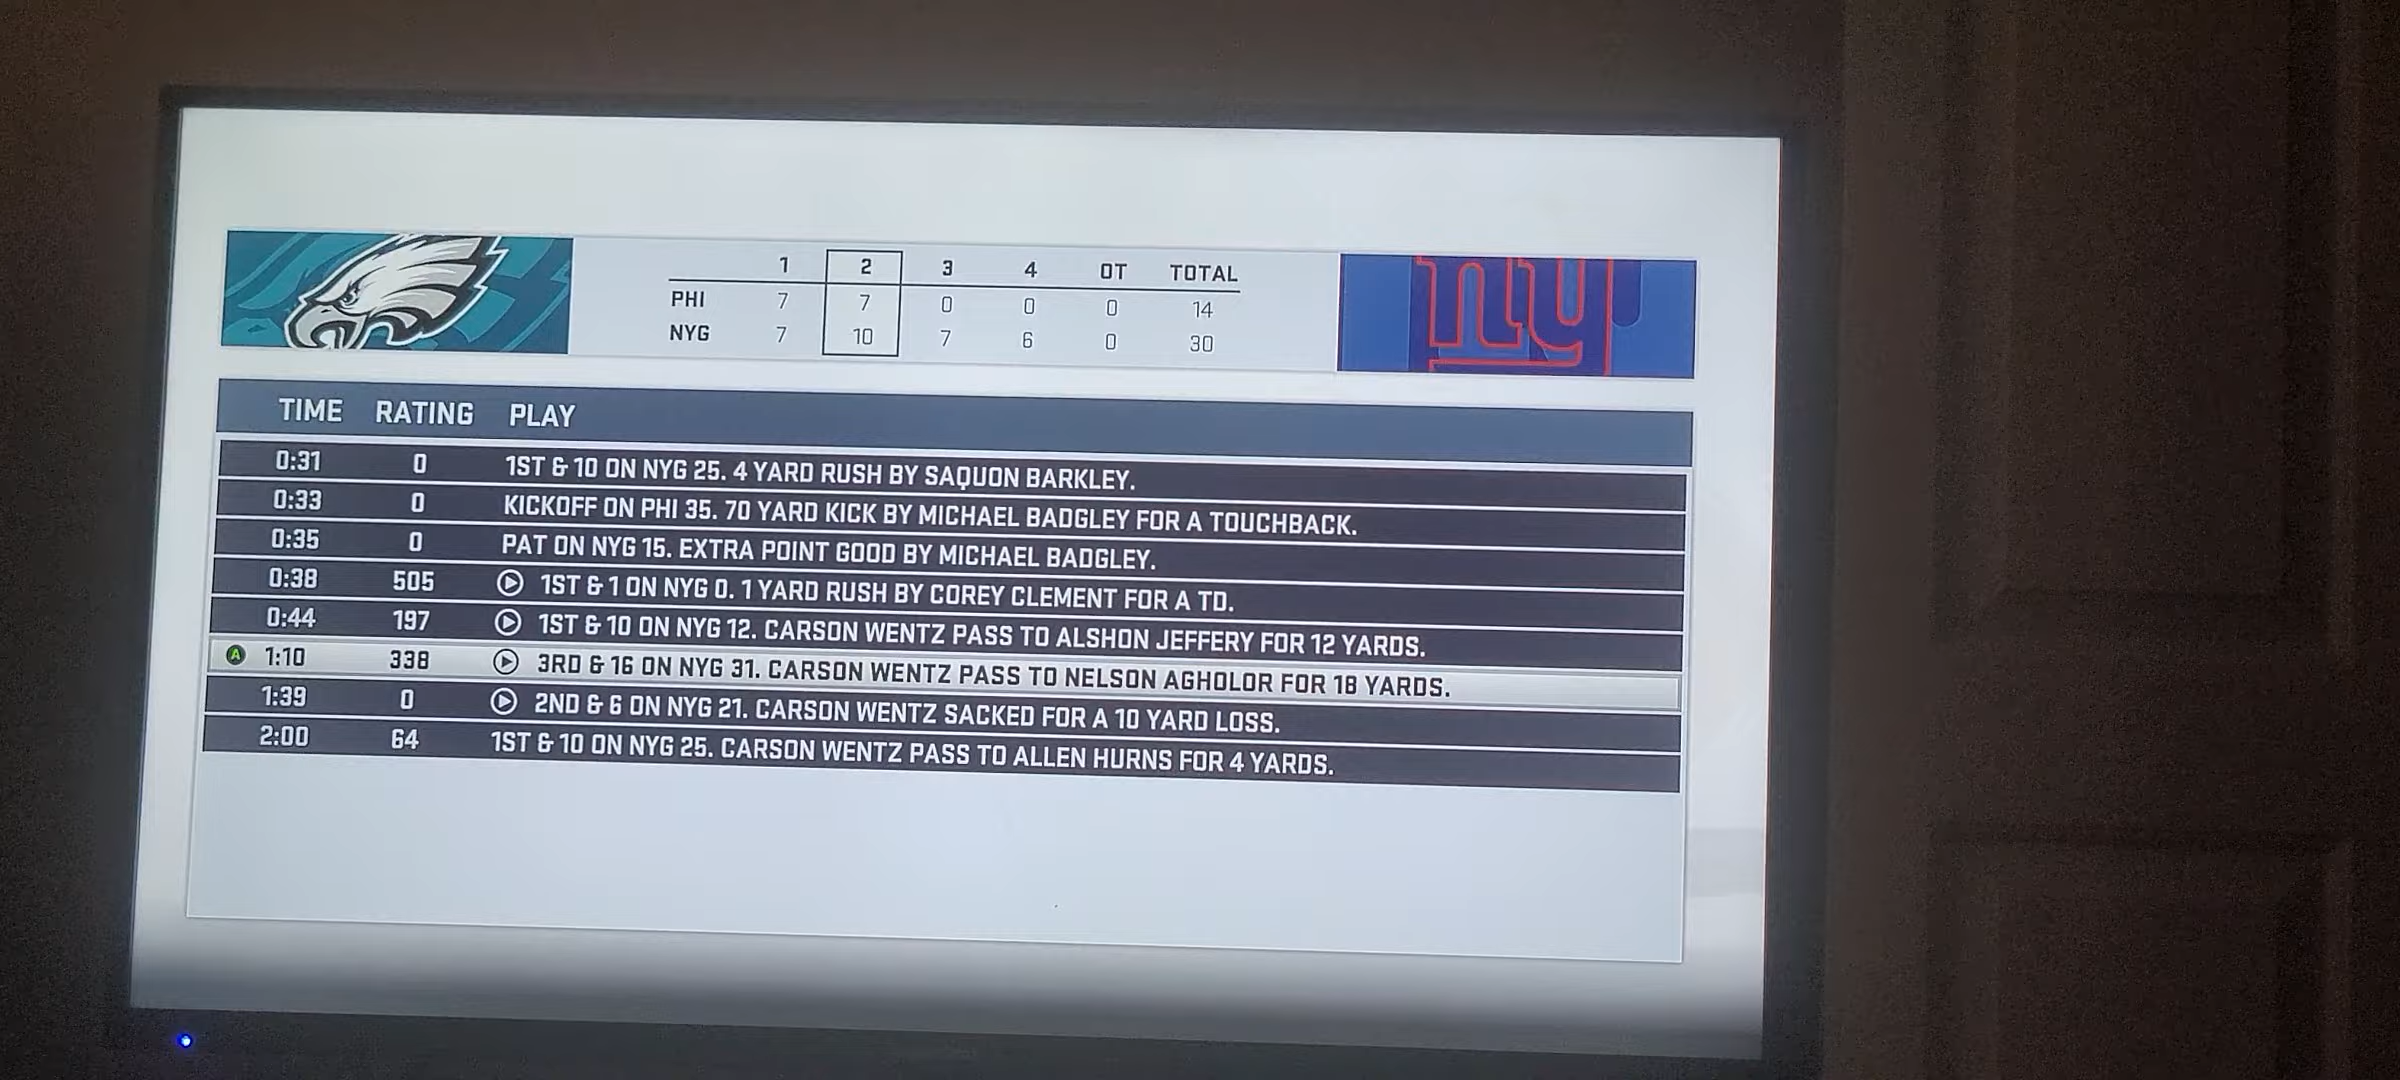 1 2 3 4 OT TOTAL
PHI 7 7 0 0 0 14
NYG 7 10 7 6 0 30
ny
TIME RATING PLAY
0:31 0 1ST & 10 ON NYG 25. 4 YARD RUSH BY SAQUON BARKLEY.
0:33 0 KICKOFF ON PHI 35. 70 YARD KICK BY MICHAEL BADGLEY FOR A TOUCHBACK.
0:35 0 PAT ON NYG 15. EXTRA POINT GOOD BY MICHAEL BADGLEY.
0:38 505 1ST & 1 ON NYG 0. 1 YARD RUSH BY COREY CLEMENT FOR A TD.
0:44 197 1ST & 10 ON NYG 12. CARSON WENTZ PASS TO ALSHON JEFFERY FOR 12 YARDS.
A 1:10 338 3RD & 16 ON NYG 31. CARSON WENTZ PASS TO NELSON AGHOLOR FOR 18 YARDS.
1:39 0 2ND & 6 ON NYG 21. CARSON WENTZ SACKED FOR A 10 YARD LOSS.
2:00 64 1ST & 10 ON NYG 25. CARSON WENTZ PASS TO ALLEN HURNS FOR 4 YARDS.